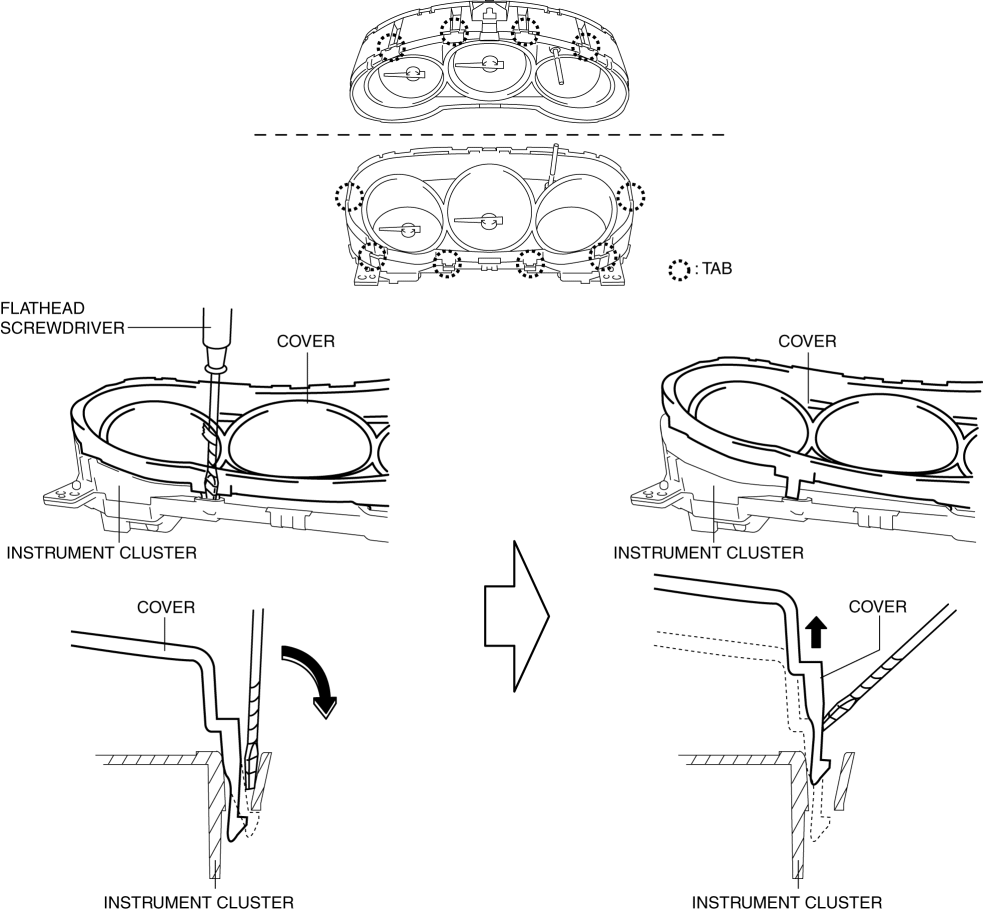 : TAB
FLATHEAD
SCREWDRIVER
COVER
COVER
INSTRUMENT CLUSTER
INSTRUMENT CLUSTER
COVER
COVER
INSTRUMENT CLUSTER
INSTRUMENT CLUSTER